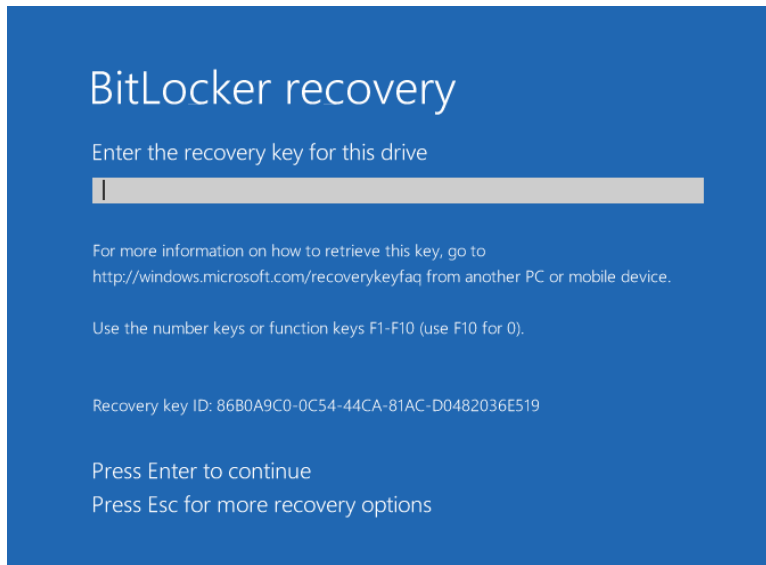 BitLocker recovery
Enter the recovery key for this drive
For more information on how to retrieve this key, go to
http://windows.microsoft.com/recoverykeyfaq from another PC or mobile device.
Use the number keys or function keys F1-F10 (use F10 for 0).
Recovery key ID: 86B0A9C0-0C54-44CA-81AC-D0482036E519
Press Enter to continue
Press Esc for more recovery options